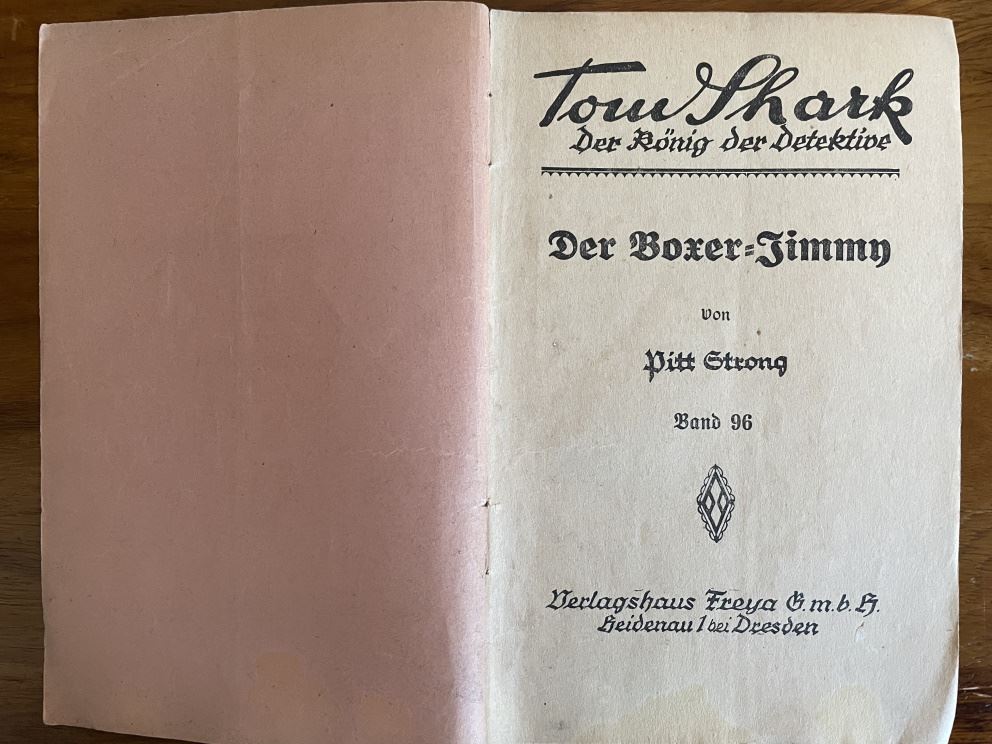 Tom Shark
Der König der Detektive
Der Boxer-Jimmy
von
Pitt Strong
Band 96
Verlagshaus Freya G.m.b.H.
Heidenau 1 bei Dresden